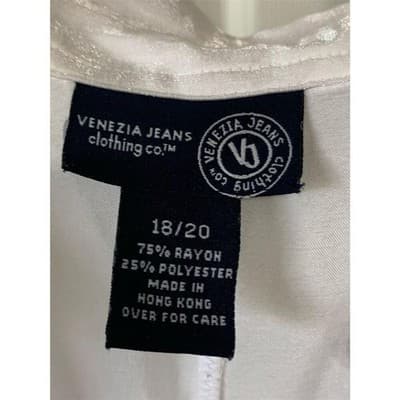 VENEZIA JEANS
clothing co.™
VENEZIA JEANS clothing co™
VJ
18/20
75% RAYON
25% POLYESTER
MADE IN
HONG KONG
OVER FOR CARE